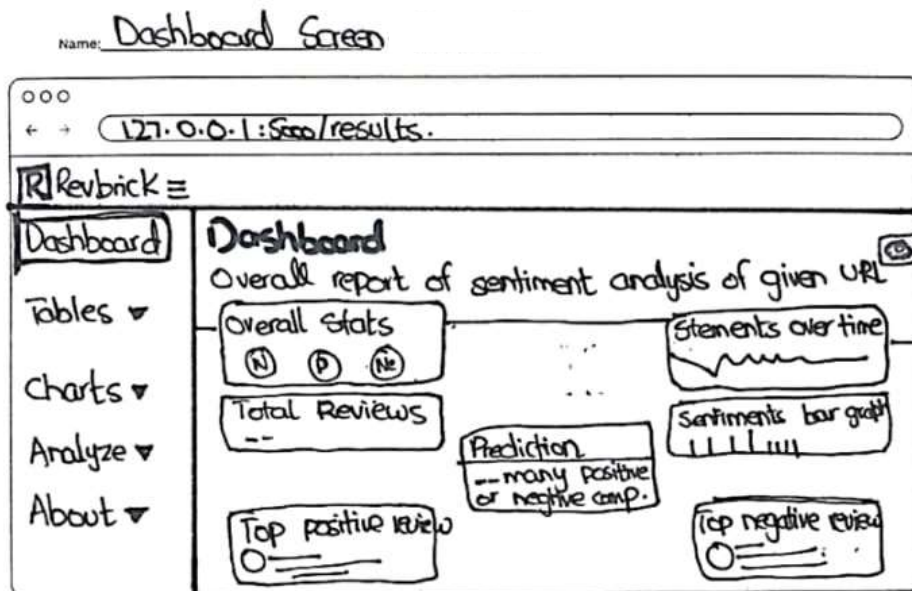 Name: Dashboard Screen
127.0.0.1:5000/results.
R Revbrick
Dashboard
Tables
Charts
Analyze
About
Dashboard
Overall report of sentiment analysis of given URL
Overall Stats
N P Ne
Total Reviews
--
Prediction
-- many positive
or negitive comp.
Stements over time
Sentiments bar graph
Top positive review
Top negative review